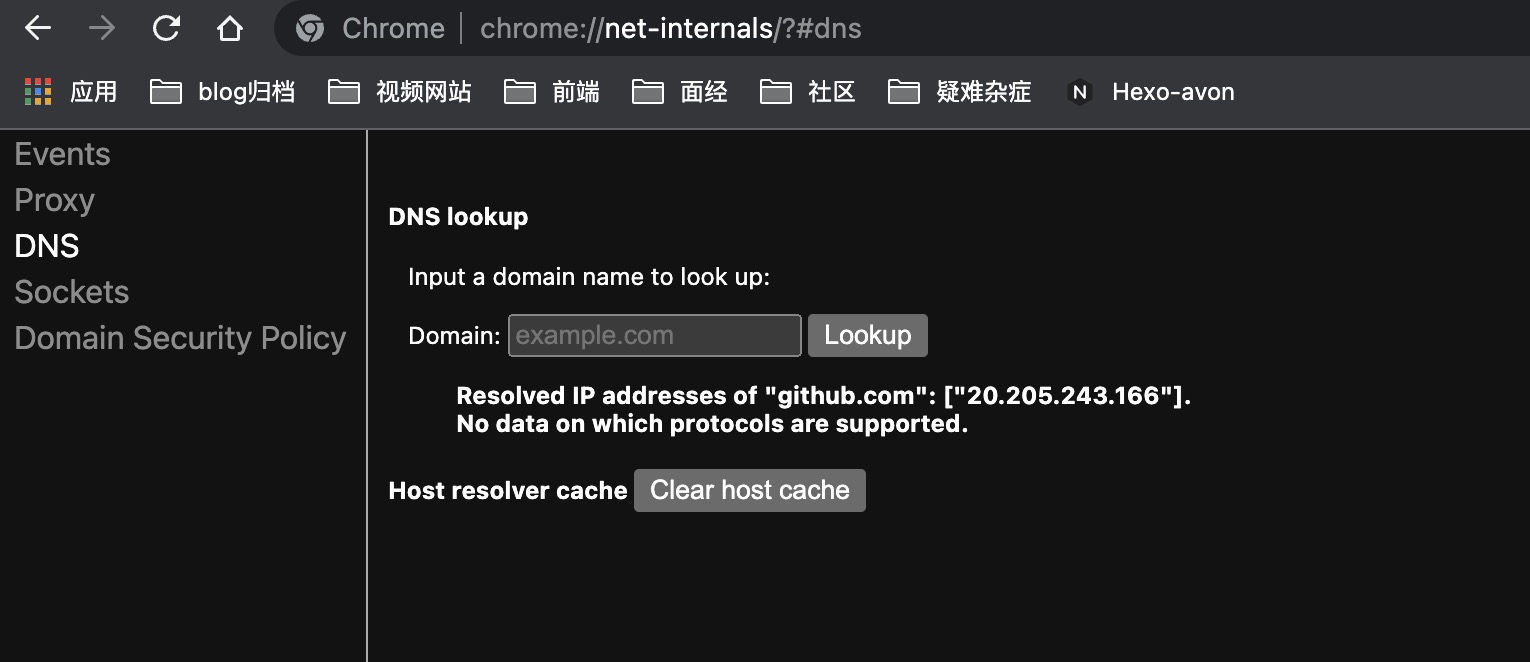 Chrome | chrome://net-internals/?#dns
应用 blog归档 视频网站 前端 面经 社区 疑难杂症 N Hexo-avon
Events
Proxy
DNS
Sockets
Domain Security Policy
DNS lookup
Input a domain name to look up:
Domain: example.com Lookup
Resolved IP addresses of "github.com": ["20.205.243.166"].
No data on which protocols are supported.
Host resolver cache Clear host cache